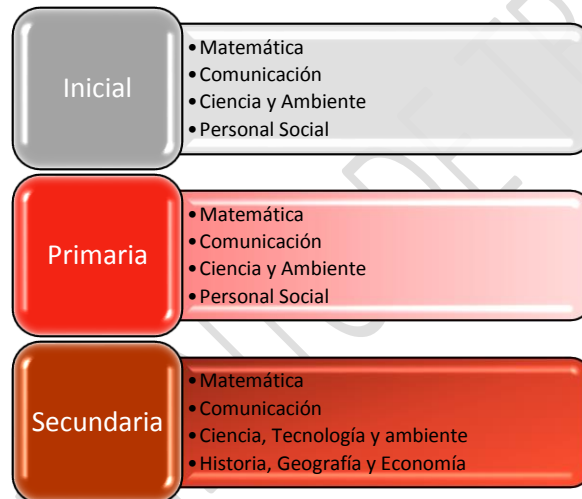 Inicial
•Matemática
•Comunicación
•Ciencia y Ambiente
•Personal Social
Primaria
•Matemática
•Comunicación
•Ciencia y Ambiente
•Personal Social
Secundaria
•Matemática
•Comunicación
•Ciencia, Tecnología y ambiente
•Historia, Geografía y Economía